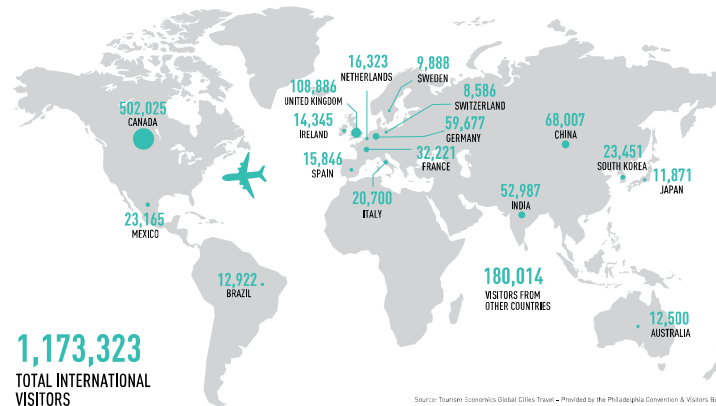 16,323
NETHERLANDS
9,888
SWEDEN
108,886
UNITED KINGDOM
8,586
SWITZERLAND
502,025
CANADA
14,345
IRELAND
59,677
GERMANY
68,007
CHINA
15,846
SPAIN
32,221
FRANCE
23,451
SOUTH KOREA
11,871
JAPAN
20,700
ITALY
52,987
INDIA
23,165
MEXICO
12,922
BRAZIL
180,014
VISITORS FROM
OTHER COUNTRIES
12,500
AUSTRALIA
1,173,323
TOTAL INTERNATIONAL
VISITORS
Source: Tourism Economics Global Cities Travel – Provided by the Philadelphia Convention & Visitors